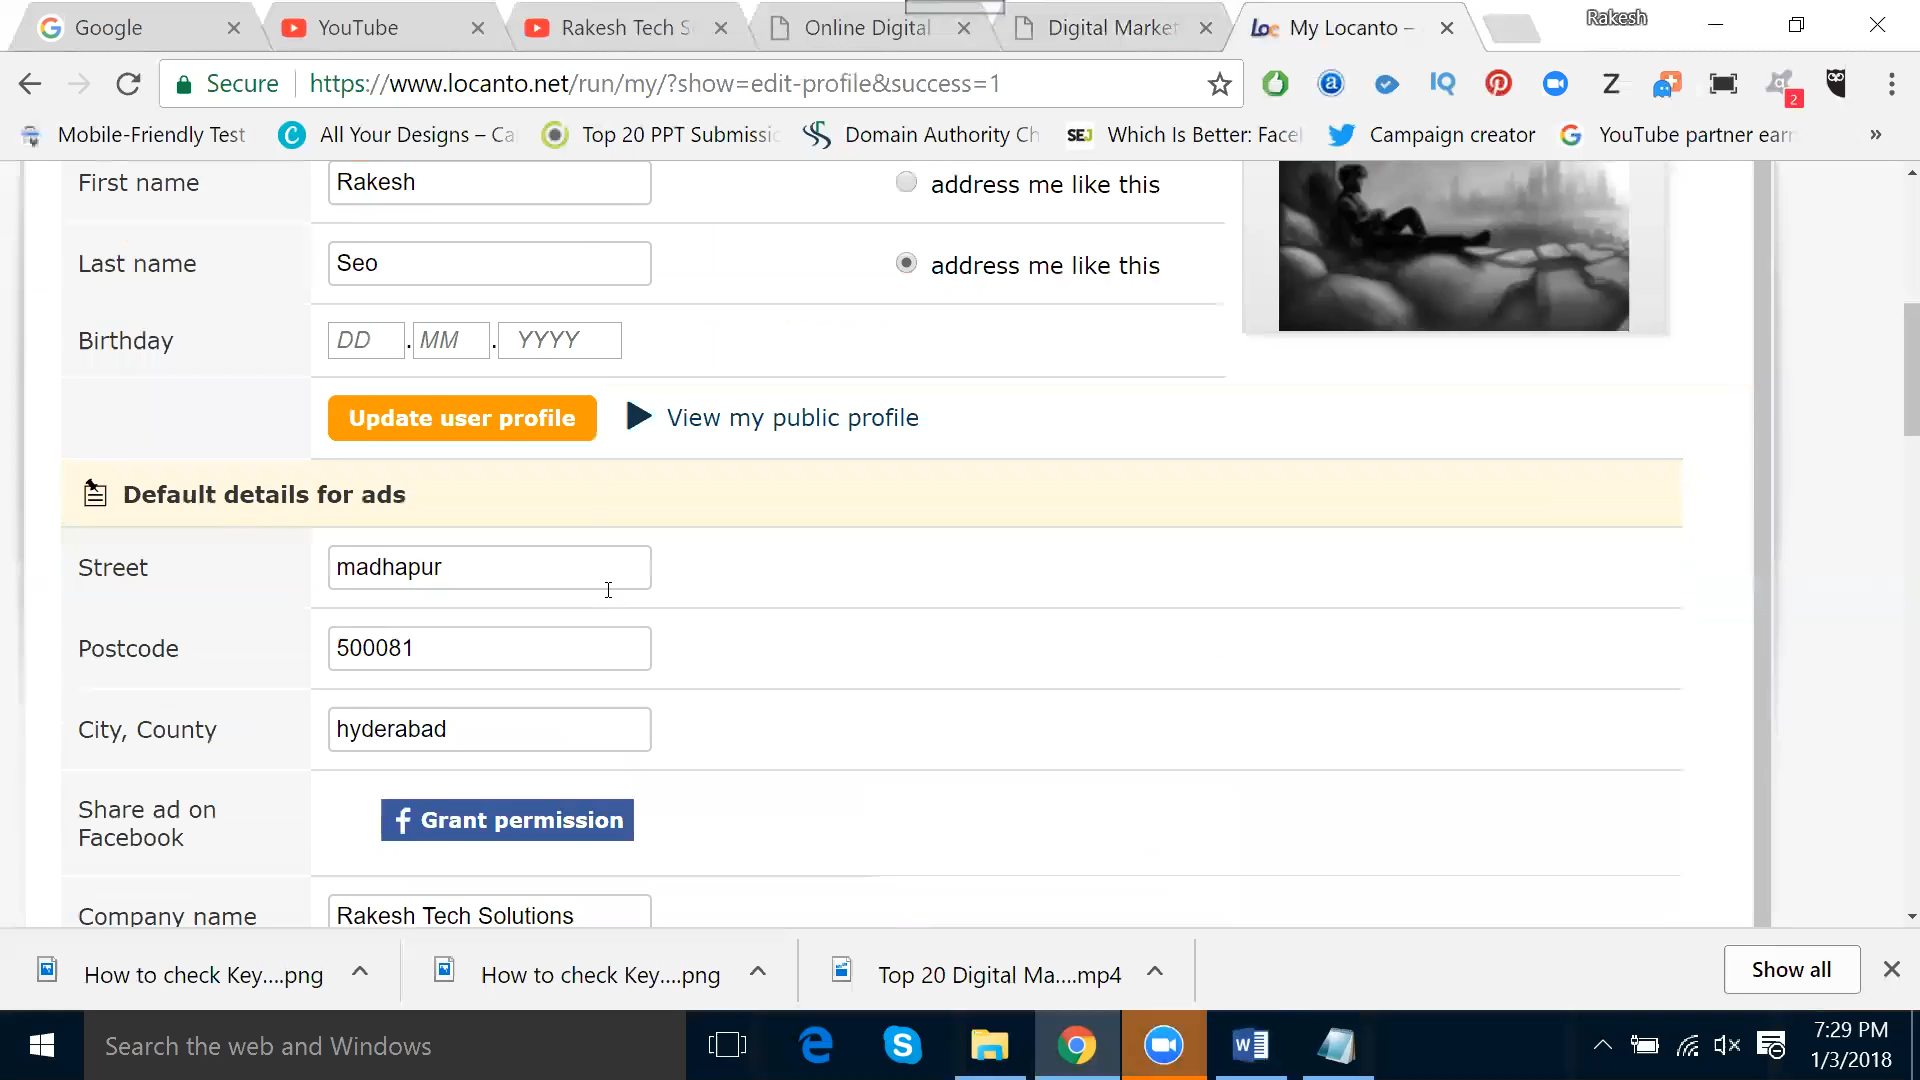 Google
YouTube
Rakesh Tech S
Online Digital
Digital Market
Loc My Locanto –
Rakesh
Secure https://www.locanto.net/run/my/?show=edit-profile&success=1
a IQ Z 2
Mobile-Friendly Test
C All Your Designs – Ca
Top 20 PPT Submissic
Domain Authority Ch
SEJ Which Is Better: Facel
Campaign creator
YouTube partner earn
»
First name Rakesh address me like this
Last name Seo address me like this
Birthday DD . MM . YYYY
Update user profile View my public profile
Default details for ads
Street madhapur
Postcode 500081
City, County hyderabad
Share ad on
Facebook
f Grant permission
Company name Rakesh Tech Solutions
How to check Key....png
How to check Key....png
Top 20 Digital Ma....mp4
Show all
Search the web and Windows
7:29 PM
1/3/2018